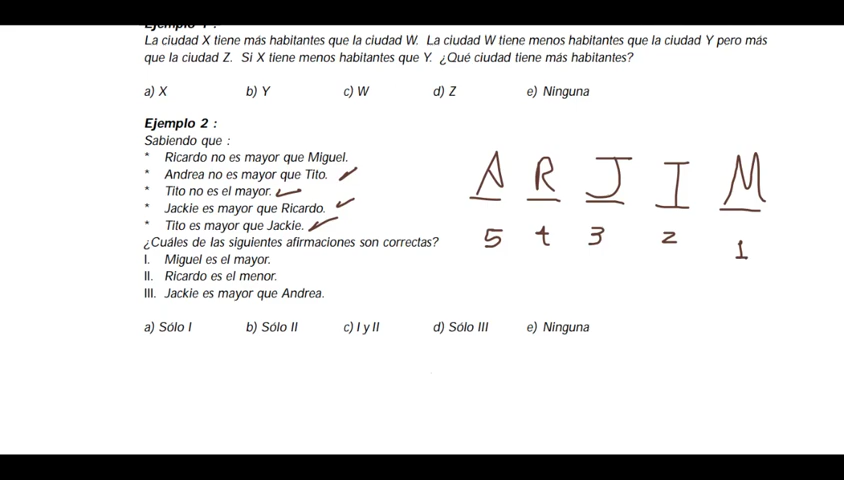 Ejemplo 1 :
La ciudad X tiene más habitantes que la ciudad W. La ciudad W tiene menos habitantes que la ciudad Y pero más
que la ciudad Z. Si X tiene menos habitantes que Y. ¿Qué ciudad tiene más habitantes?
a) X b) Y c) W d) Z e) Ninguna
Ejemplo 2 :
Sabiendo que :
* Ricardo no es mayor que Miguel.
* Andrea no es mayor que Tito.
* Tito no es el mayor.
* Jackie es mayor que Ricardo.
* Tito es mayor que Jackie.
¿Cuáles de las siguientes afirmaciones son correctas?
I. Miguel es el mayor.
II. Ricardo es el menor.
III. Jackie es mayor que Andrea.
a) Sólo I b) Sólo II c) I y II d) Sólo III e) Ninguna
A R J I M
5 4 3 2 1